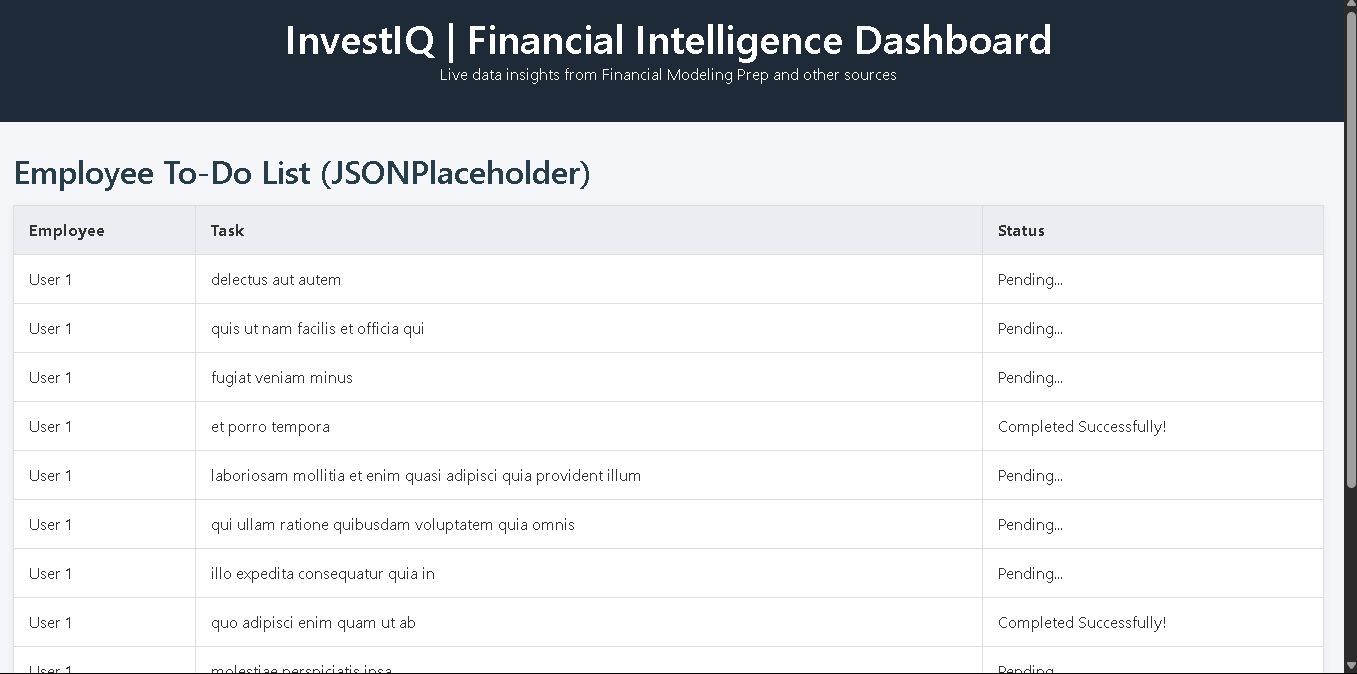 InvestIQ | Financial Intelligence Dashboard
Live data insights from Financial Modeling Prep and other sources
Employee To-Do List (JSONPlaceholder)
Employee Task Status
User 1 delectus aut autem Pending...
User 1 quis ut nam facilis et officia qui Pending...
User 1 fugiat veniam minus Pending...
User 1 et porro tempora Completed Successfully!
User 1 laboriosam mollitia et enim quasi adipisci quia provident illum Pending...
User 1 qui ullam ratione quibusdam voluptatem quia omnis Pending...
User 1 illo expedita consequatur quia in Pending...
User 1 quo adipisci enim quam ut ab Completed Successfully!
User 1 molestiae perspiciatis ipsa Pending...